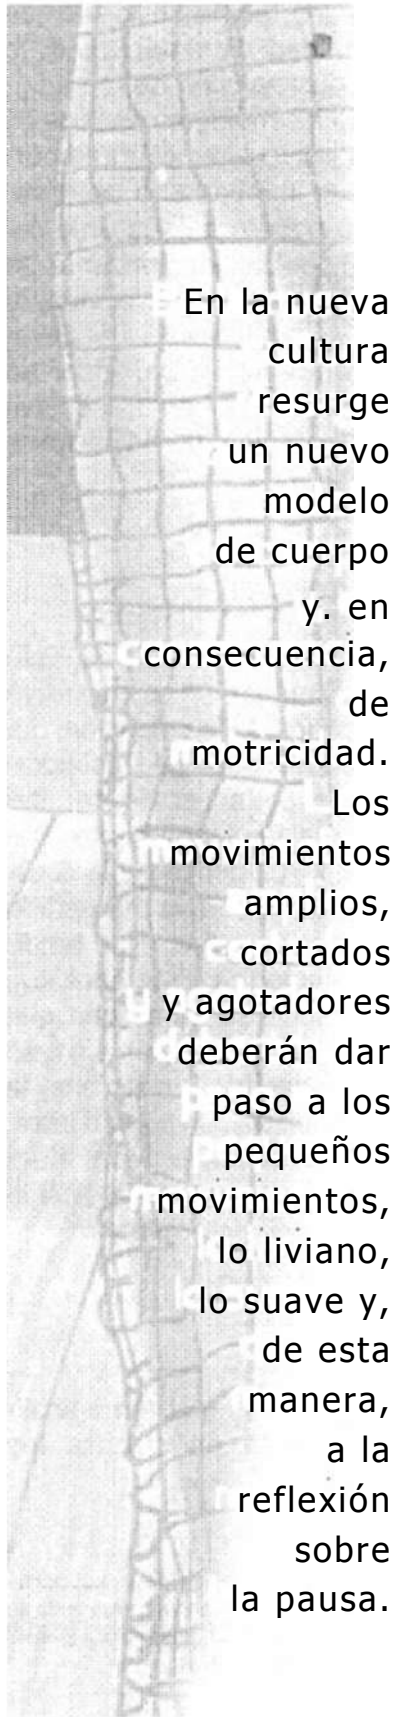 En la nueva
cultura
resurge
un nuevo
modelo
de cuerpo
y. en
consecuencia,
de
motricidad.
Los
movimientos
amplios,
cortados
y agotadores
deberán dar
paso a los
pequeños
movimientos,
lo liviano,
lo suave y,
de esta
manera,
a la
reflexión
sobre
la pausa.